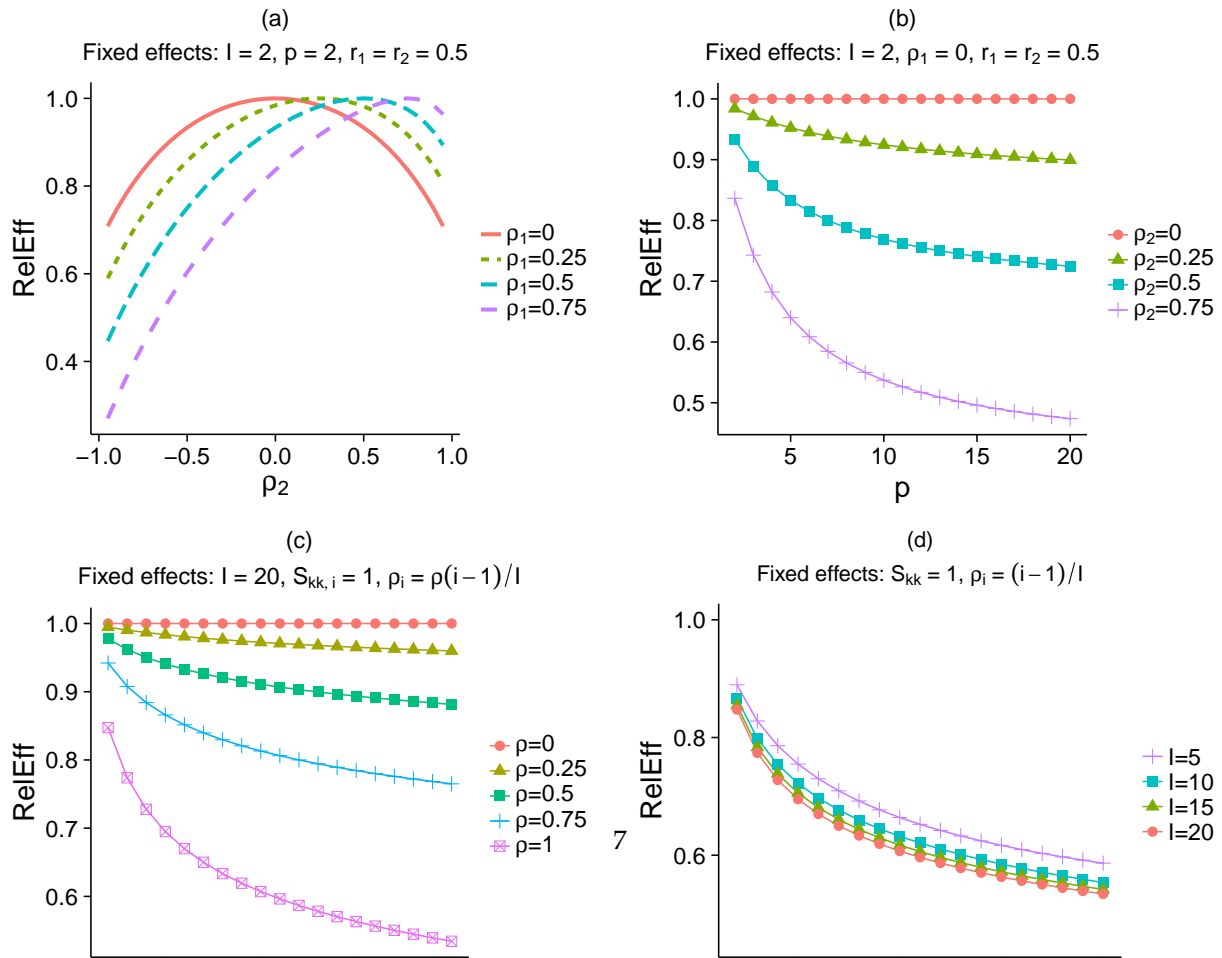 (a)
Fixed effects: I = 2, p = 2, r₁ = r₂ = 0.5
RelEff
1.0
0.8
0.6
0.4
−1.0 −0.5 0.0 0.5 1.0
ρ₂
ρ₁=0
ρ₁=0.25
ρ₁=0.5
ρ₁=0.75
(b)
Fixed effects: I = 2, ρ₁ = 0, r₁ = r₂ = 0.5
RelEff
1.0
0.9
0.8
0.7
0.6
0.5
5 10 15 20
p
ρ₂=0
ρ₂=0.25
ρ₂=0.5
ρ₂=0.75
(c)
Fixed effects: I = 20, Sₖₖ, ᵢ = 1, ρᵢ = ρ(i − 1)/I
RelEff
1.0
0.9
0.8
0.7
0.6
ρ=0
ρ=0.25
ρ=0.5
ρ=0.75
ρ=1
7
(d)
Fixed effects: Sₖₖ = 1, ρᵢ = (i − 1)/I
RelEff
1.0
0.8
0.6
I=5
I=10
I=15
I=20